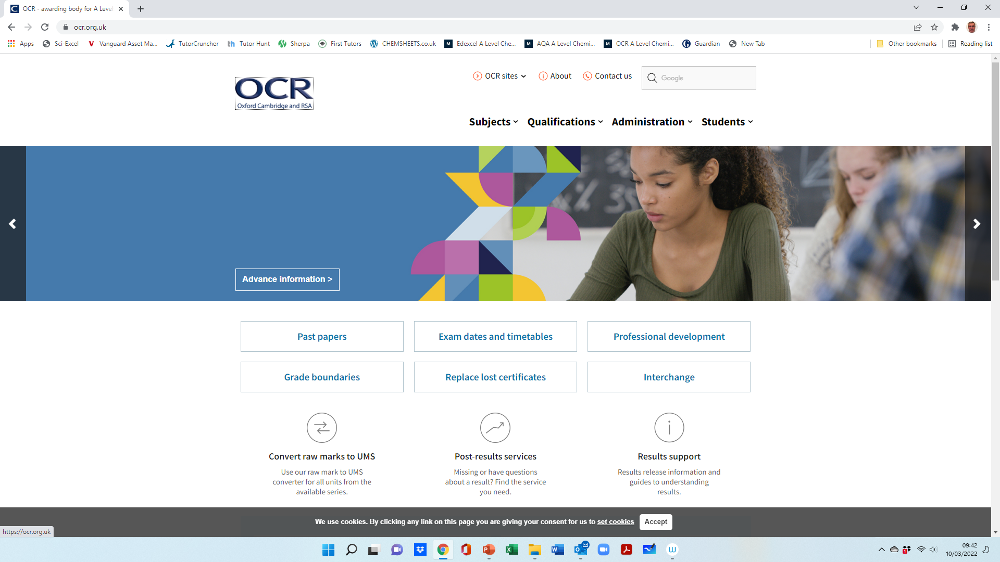 OCR - awarding body for A Leve
ocr.org.uk
Apps
Sci-Excel
Vanguard Asset Ma...
TutorCruncher
th Tutor Hunt
Sherpa
First Tutors
CHEMSHEETS.co.uk
M Edexcel A Level Che...
M AQA A Level Chemi...
M OCR A Level Chemi...
Guardian
New Tab
Other bookmarks
Reading list
OCR
Oxford Cambridge and RSA
OCR sites
About
Contact us
Google
Subjects
Qualifications
Administration
Students
Advance information >
Past papers
Exam dates and timetables
Professional development
Grade boundaries
Replace lost certificates
Interchange
Convert raw marks to UMS
Use our raw mark to UMS
converter for all units from the
available series.
Post-results services
Missing or have questions
about a result? Find the service
you need.
Results support
Results release information and
guides to understanding
results.
We use cookies. By clicking any link on this page you are giving your consent for us to set cookies
Accept
https://ocr.org.uk
09:42
10/03/2022